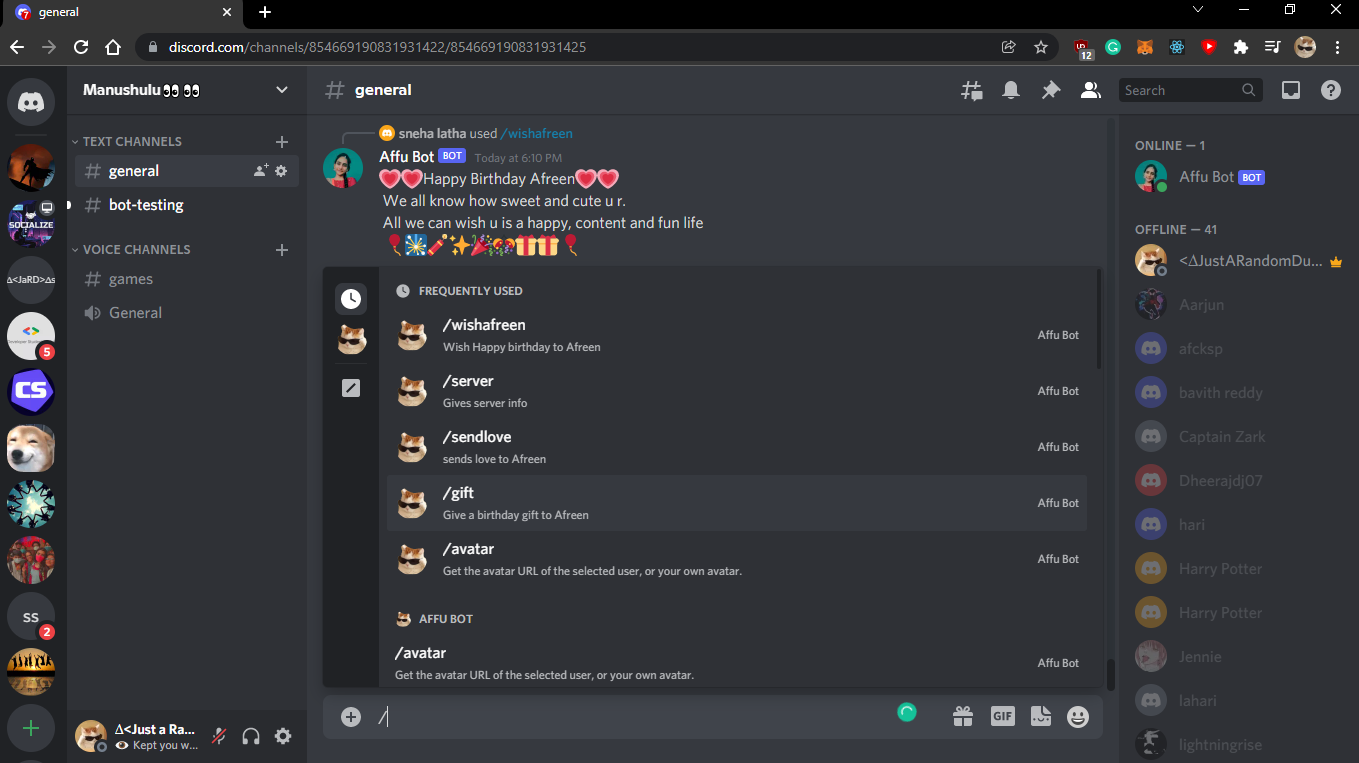 general
discord.com/channels/854669190831931422/854669190831931425
12
Manushulu👀👀
TEXT CHANNELS
general
bot-testing
VOICE CHANNELS
games
General
SOCIALIZE
Δ<JaRD>Δs
5
CS
SS
2
Δ<Just a Ra...
Kept you w...
general
Search
sneha latha used /wishafreen
Affu Bot BOT Today at 6:10 PM
💗💗Happy Birthday Afreen💗💗
We all know how sweet and cute u r.
All we can wish u is a happy, content and fun life
🎈🎆🧨✨🎉🎊🎁🎁🎈
FREQUENTLY USED
/wishafreen
Wish Happy birthday to Afreen
Affu Bot
/server
Gives server info
Affu Bot
/sendlove
sends love to Afreen
Affu Bot
/gift
Give a birthday gift to Afreen
Affu Bot
/avatar
Get the avatar URL of the selected user, or your own avatar.
Affu Bot
AFFU BOT
/avatar
Get the avatar URL of the selected user, or your own avatar.
Affu Bot
/
GIF
ONLINE — 1
Affu Bot BOT
OFFLINE — 41
<ΔJustARandomDu...
Aarjun
afcksp
bavith reddy
Captain Zark
Dheerajdj07
hari
Harry Potter
Harry Potter
Jennie
lahari
lightningrise